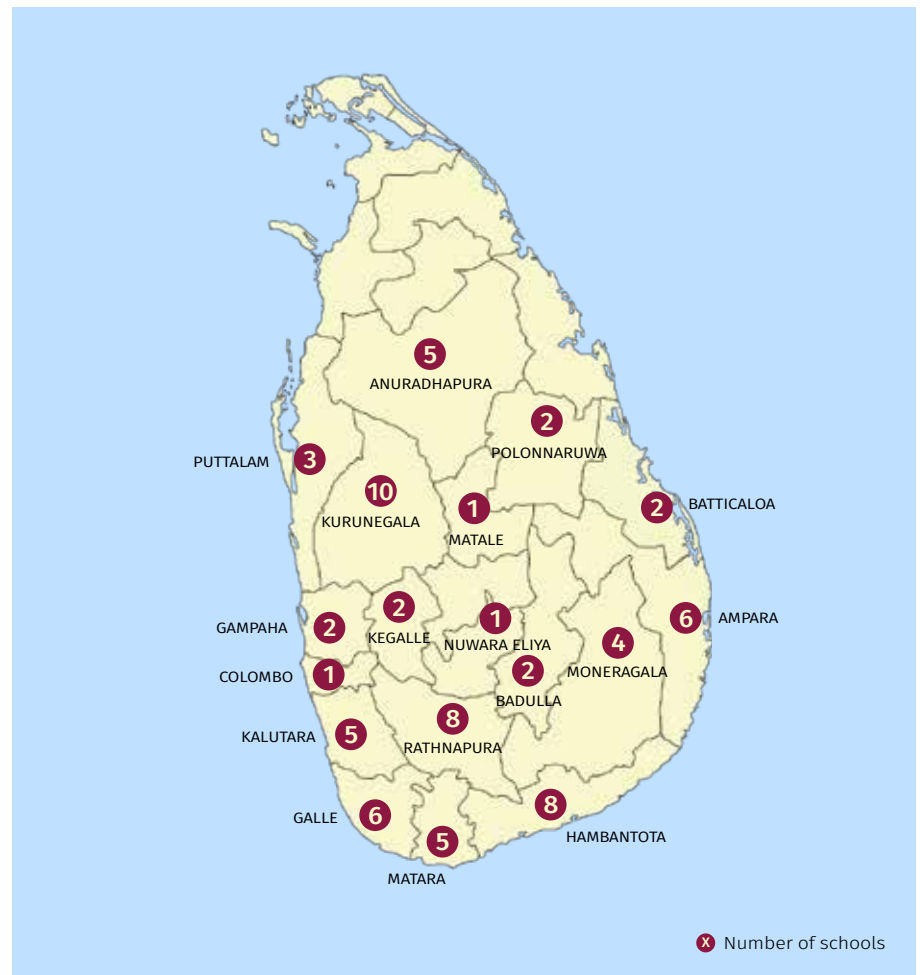 5
ANURADHAPURA
2
POLONNARUWA
PUTTALAM
3
10
KURUNEGALA
1
MATALE
2
BATTICALOA
GAMPAHA
2
2
KEGALLE
1
NUWARA ELIYA
4
MONERAGALA
6
AMPARA
COLOMBO
1
2
BADULLA
KALUTARA
5
8
RATHNAPURA
GALLE
6
8
HAMBANTOTA
5
MATARA
X Number of schools